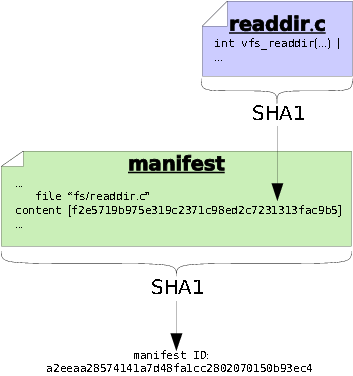 readdir.c
int vfs_readdir(...) |
...
SHA1
manifest
...
file “fs/readdir.c”
content [f2e5719b975e319c2371c98ed2c7231313fac9b5]
...
SHA1
manifest ID:
a2eeaa28574141a7d48fa1cc2802070150b93ec4